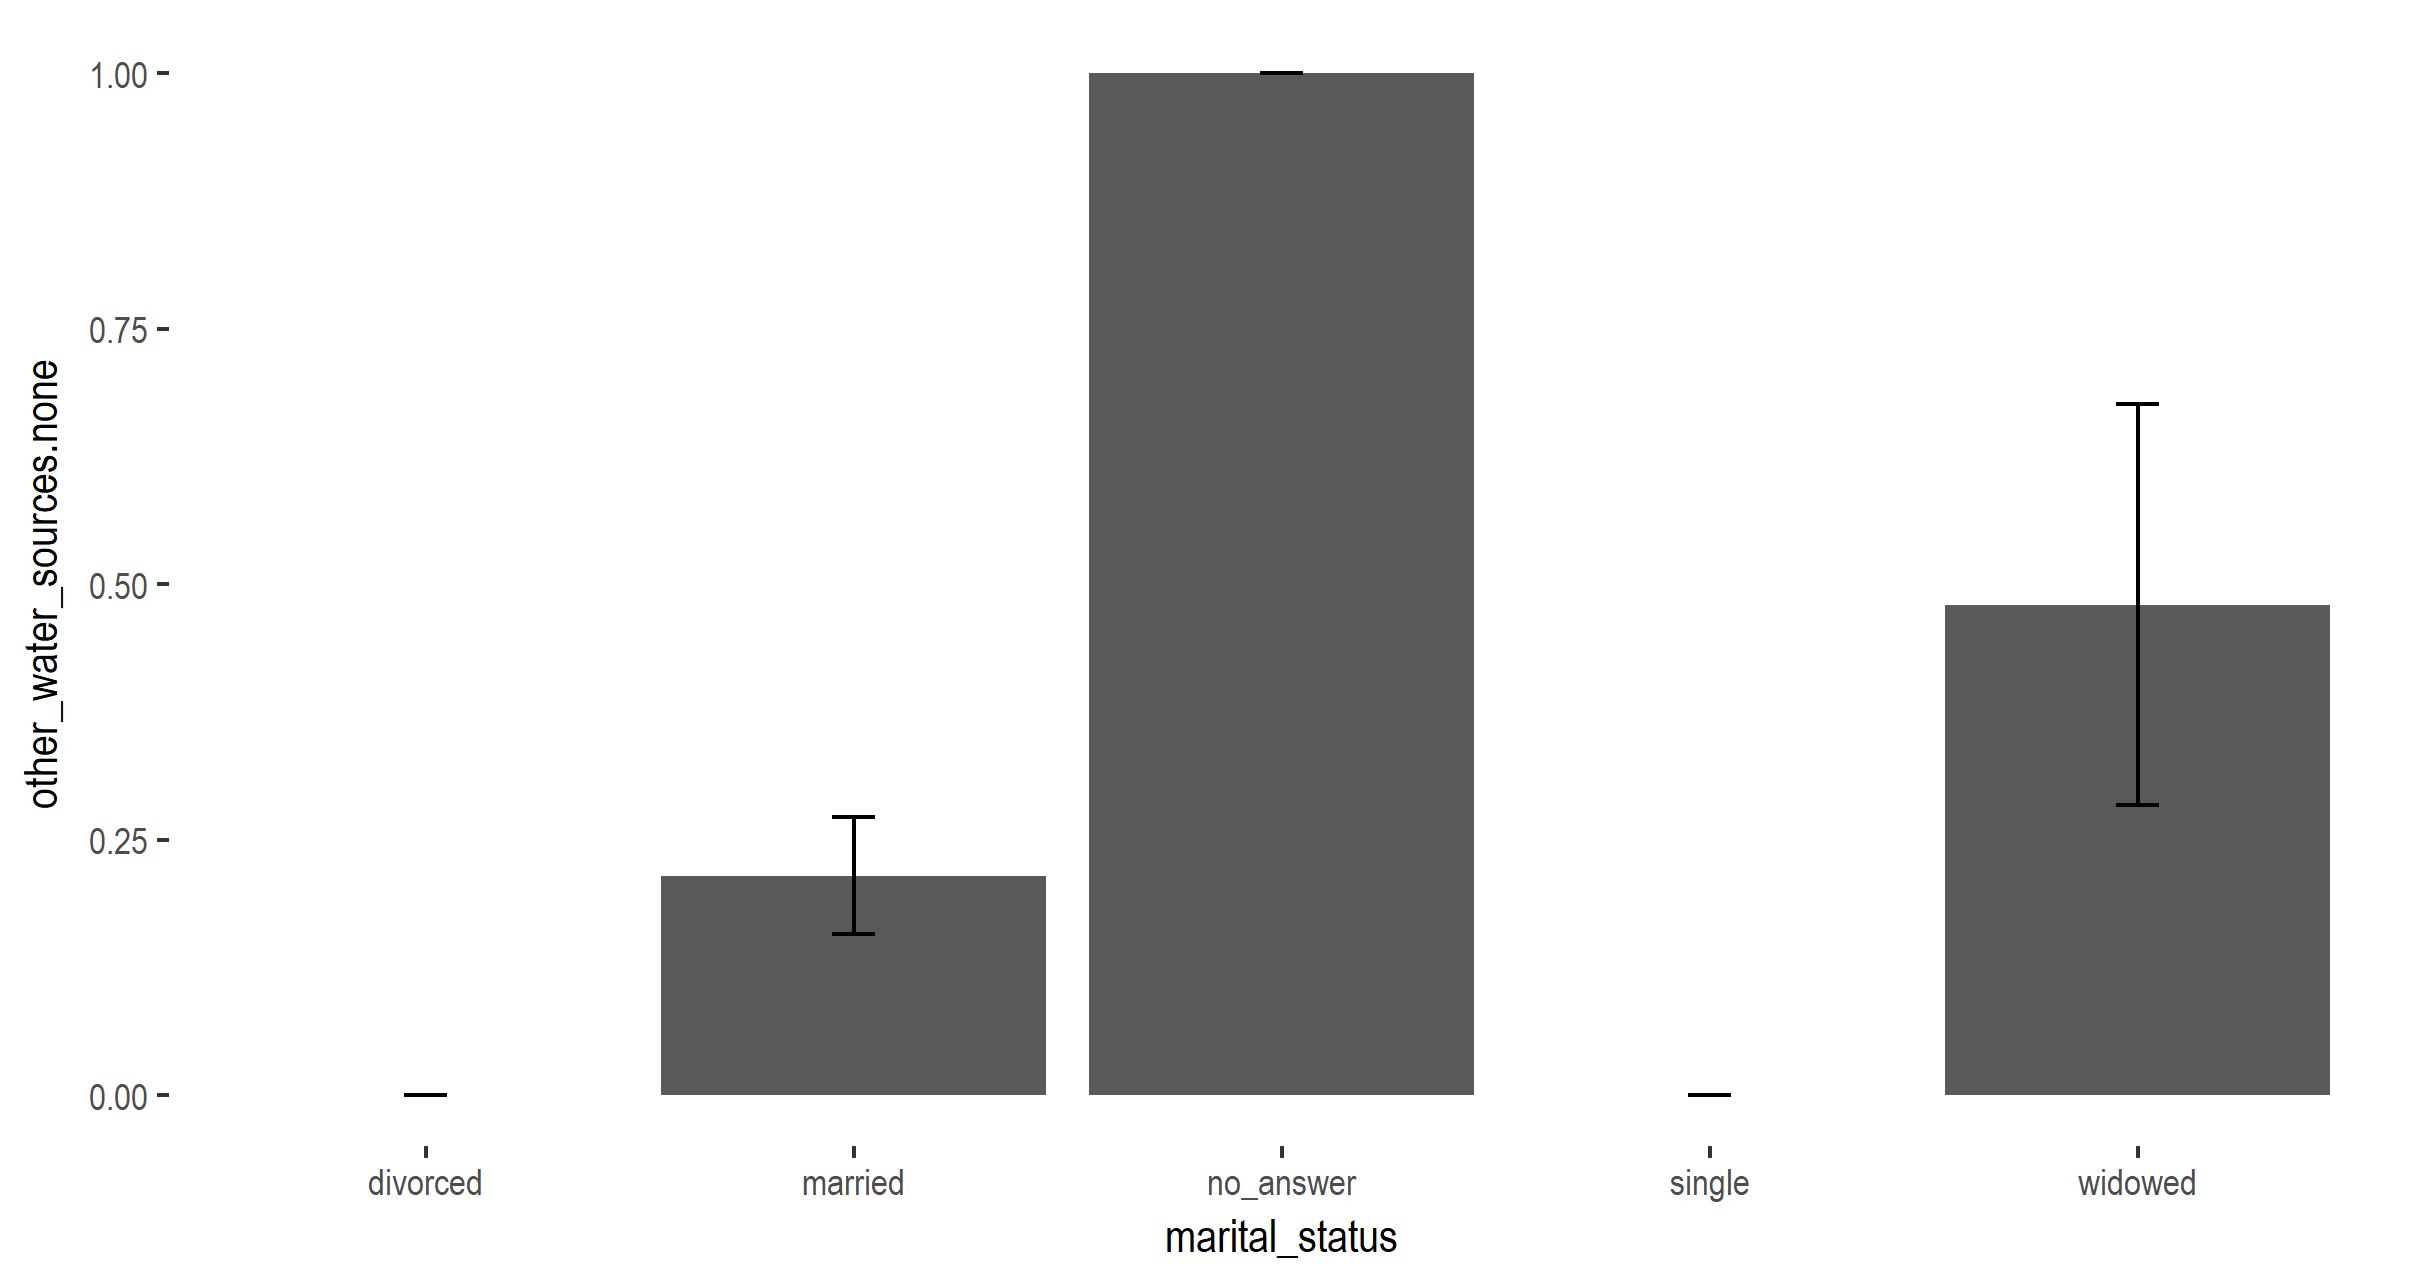 other_water_sources.none
1.00
0.75
0.50
0.25
0.00
divorced married no_answer single widowed
marital_status